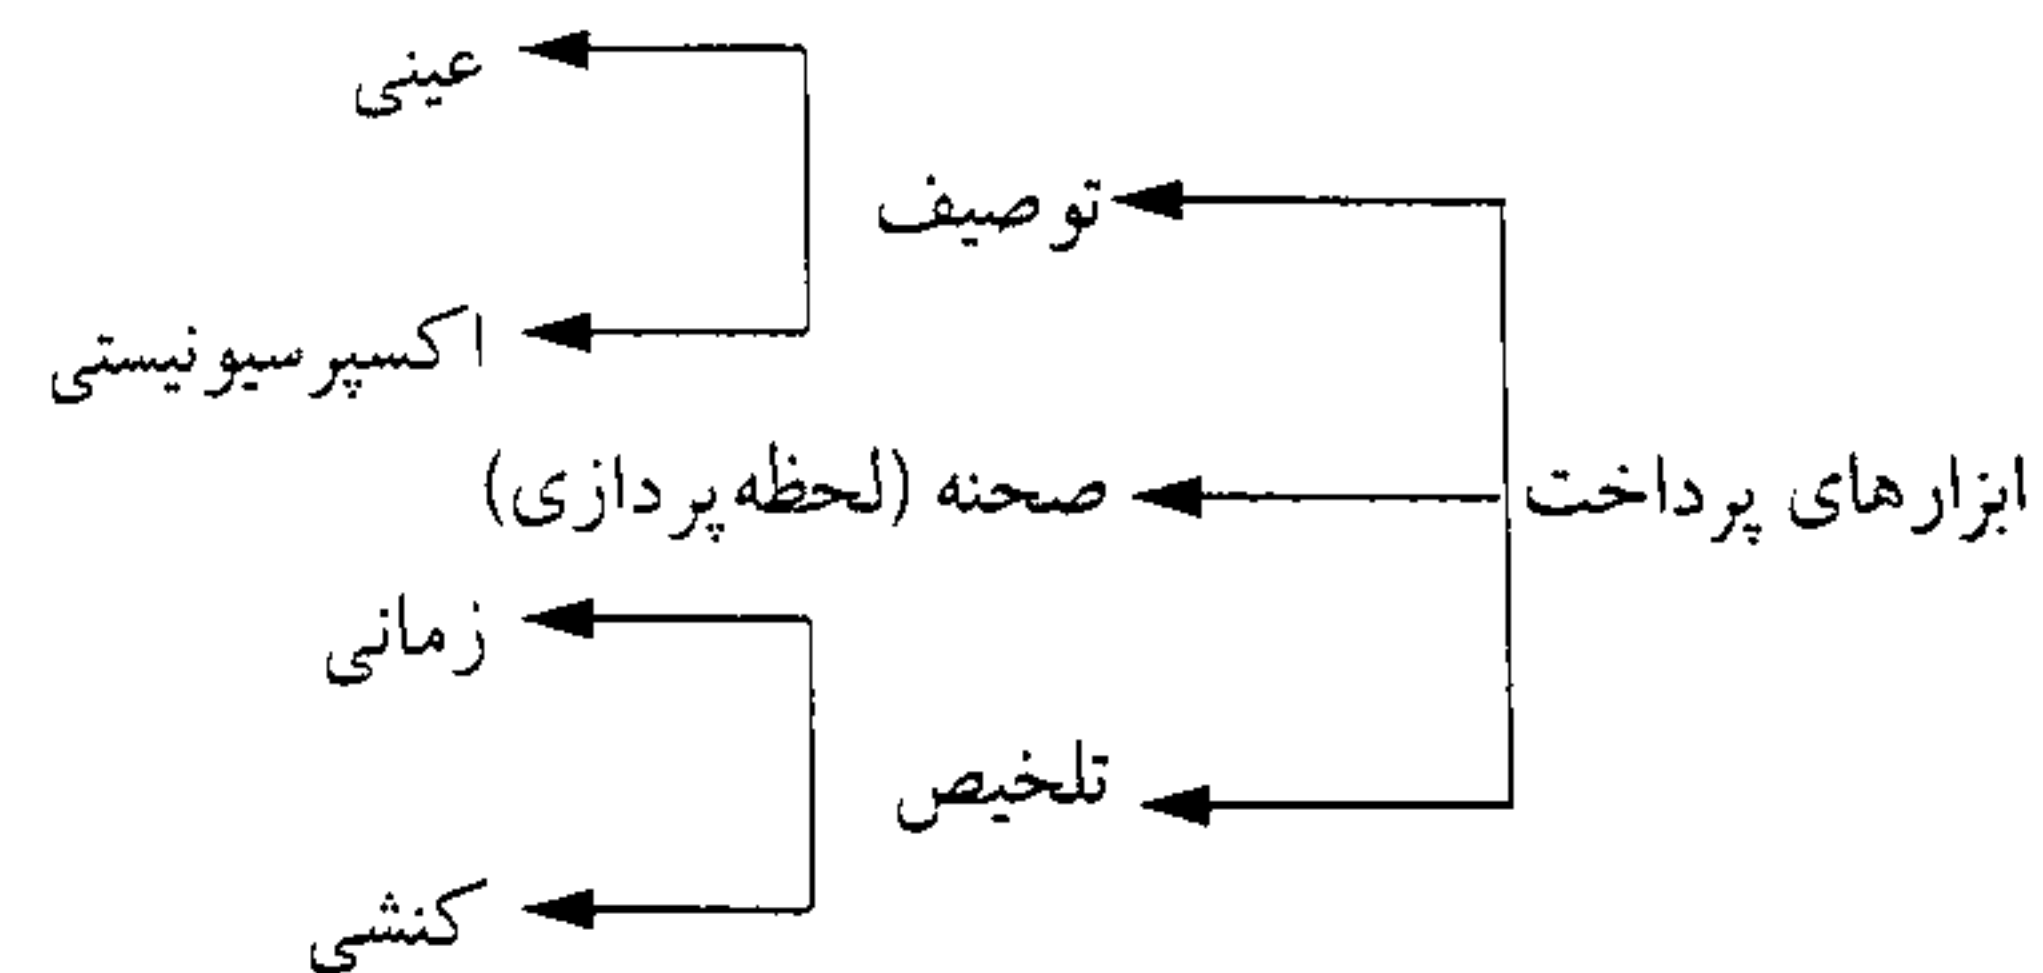 ابزارهای پرداخت
توصیف
عینی
اکسپرسیونیستی
صحنه (لحظه‌پردازی)
تلخیص
زمانی
کنشی